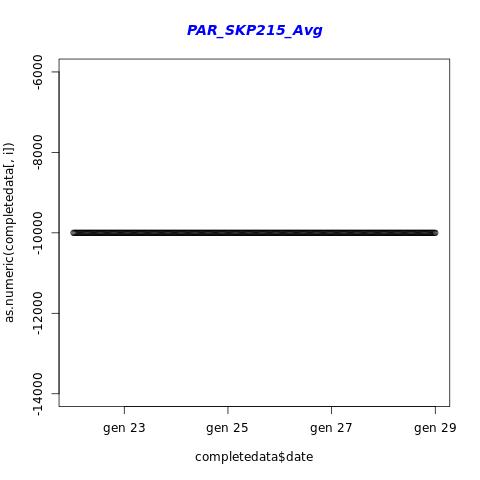 PAR_SKP215_Avg
as.numeric(completedata[, i])
-6000
-8000
-10000
-12000
-14000
gen 23 gen 25 gen 27 gen 29
completedata$date